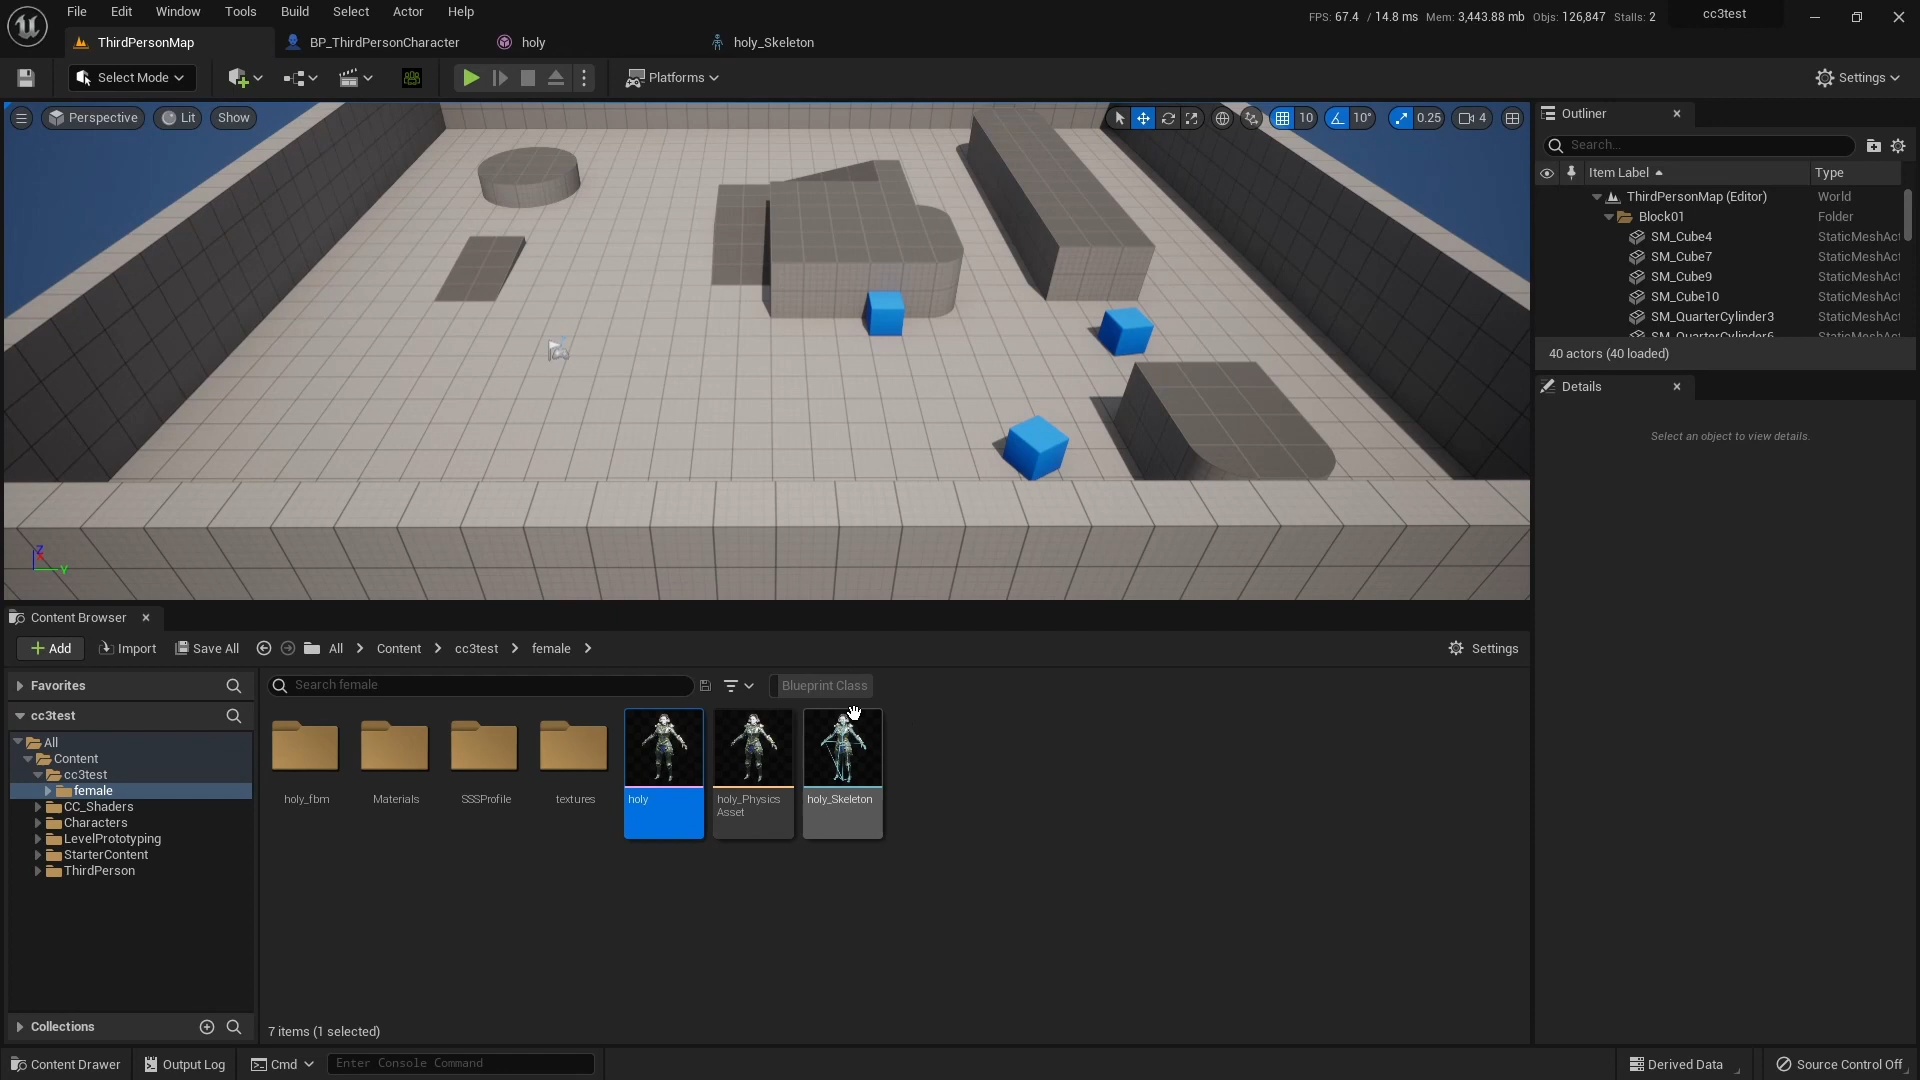 File Edit Window Tools Build Select Actor Help
FPS: 67.4 / 14.8 ms Mem: 3,443.88 mb Objs: 126,847 Stalls: 2
cc3test
ThirdPersonMap
BP_ThirdPersonCharacter
holy
holy_Skeleton
Select Mode
Platforms
Settings
Perspective
Lit
Show
10
10°
0.25
4
Outliner
Search...
Item Label
Type
ThirdPersonMap (Editor) World
Block01 Folder
SM_Cube4 StaticMeshAct
SM_Cube7 StaticMeshAct
SM_Cube9 StaticMeshAct
SM_Cube10 StaticMeshAct
SM_QuarterCylinder3 StaticMeshAct
40 actors (40 loaded)
Details
Select an object to view details.
Z
Y
Content Browser
Add
Import
Save All
All
Content
cc3test
female
Settings
Favorites
Search female
Blueprint Class
cc3test
All
Content
cc3test
female
CC_Shaders
Characters
LevelPrototyping
StarterContent
ThirdPerson
holy_fbm
Materials
SSSProfile
textures
holy
holy_Physics
Asset
holy_Skeleton
Collections
7 items (1 selected)
Content Drawer
Output Log
Cmd
Enter Console Command
Derived Data
Source Control Off